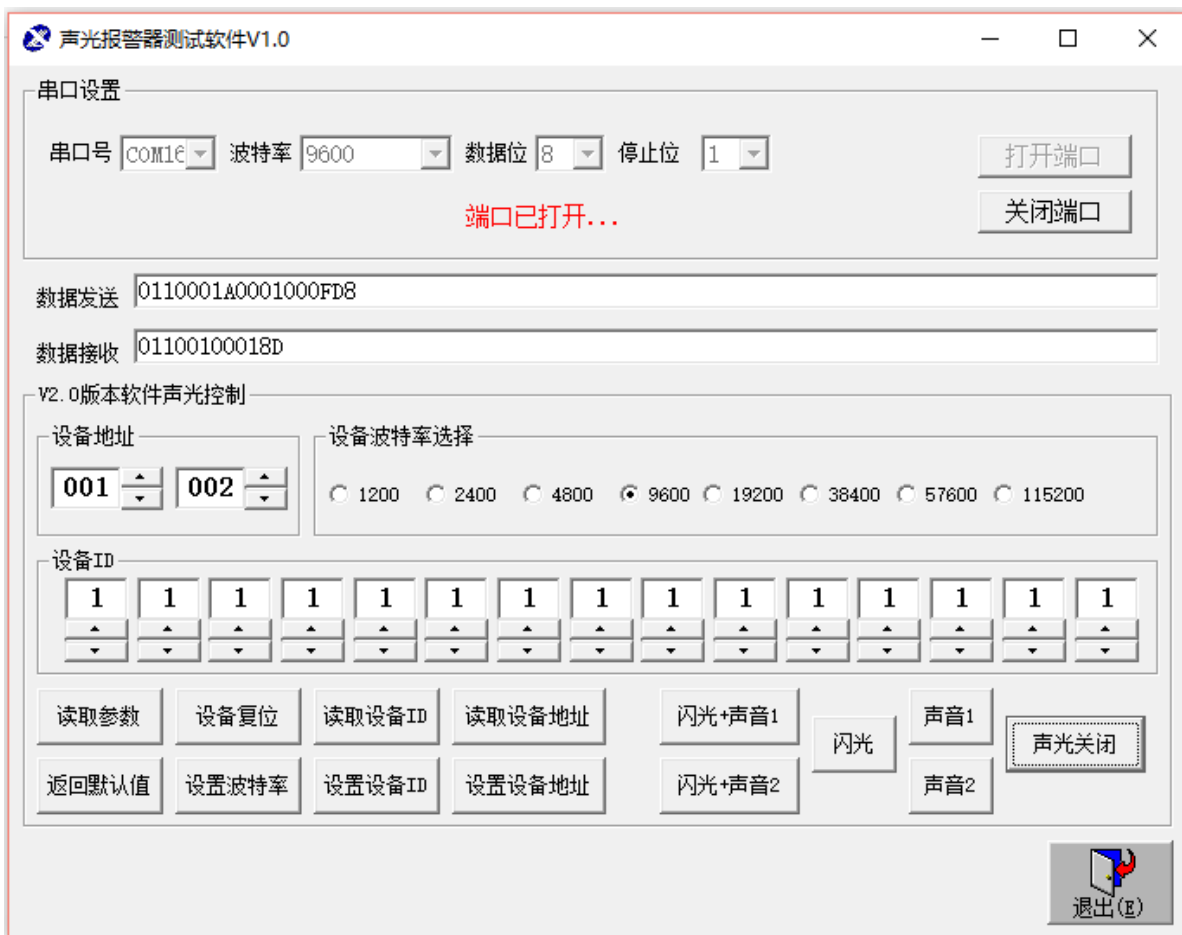 声光报警器测试软件V1.0
串口设置
串口号 COM16 波特率 9600 数据位 8 停止位 1 打开端口
端口已打开... 关闭端口
数据发送 0110001A0001000FD8
数据接收 01100100018D
V2.0版本软件声光控制
设备地址 设备波特率选择
001 002 1200 2400 4800 9600 19200 38400 57600 115200
设备ID
1 1 1 1 1 1 1 1 1 1 1 1 1 1 1
读取参数 设备复位 读取设备ID 读取设备地址 闪光+声音1 闪光 声音1 声光关闭
返回默认值 设置波特率 设置设备ID 设置设备地址 闪光+声音2 声音2
退出(E)